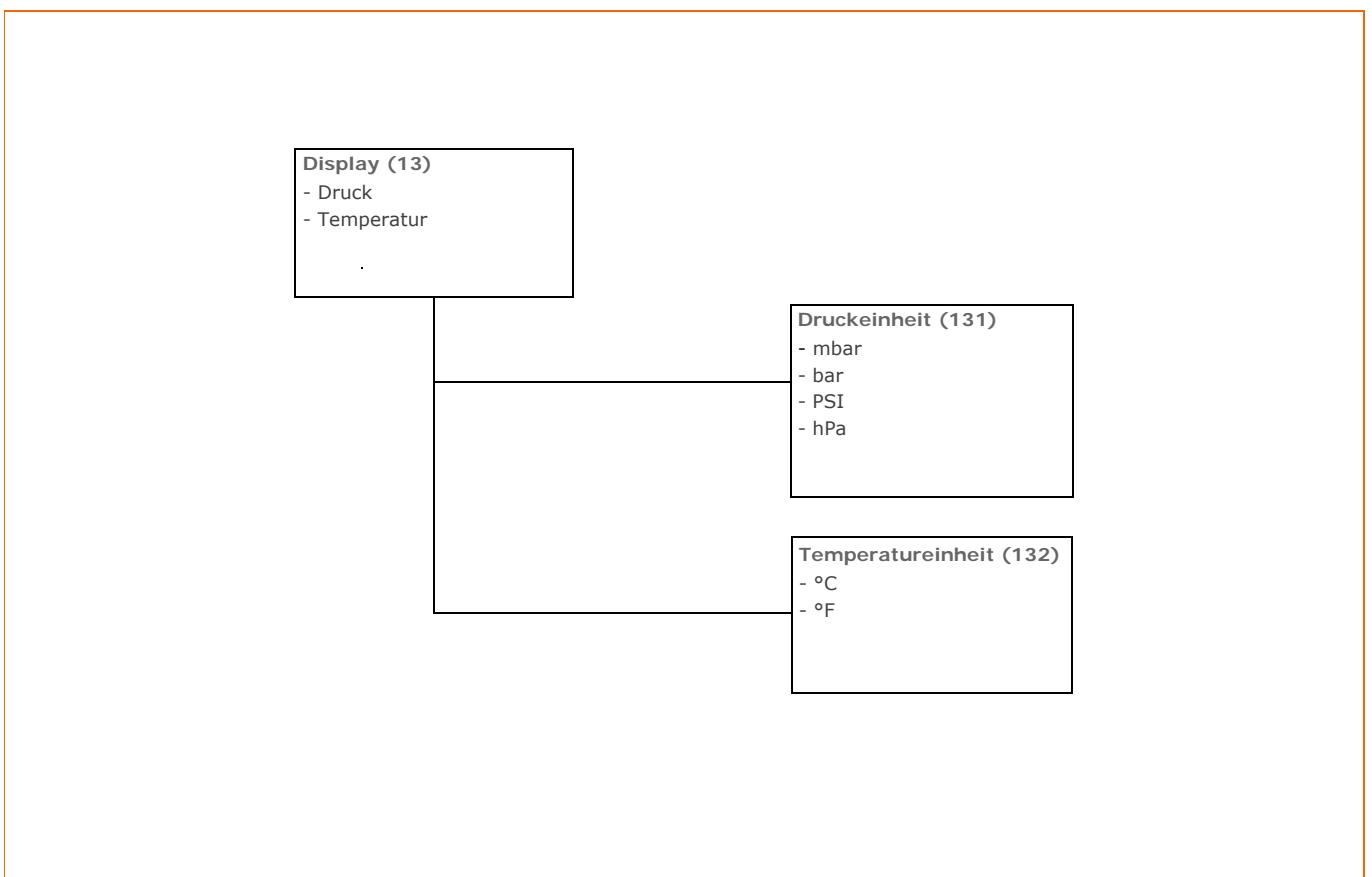 Display (13)
- Druck
- Temperatur
.
Druckeinheit (131)
- mbar
- bar
- PSI
- hPa
Temperatureinheit (132)
- °C
- °F